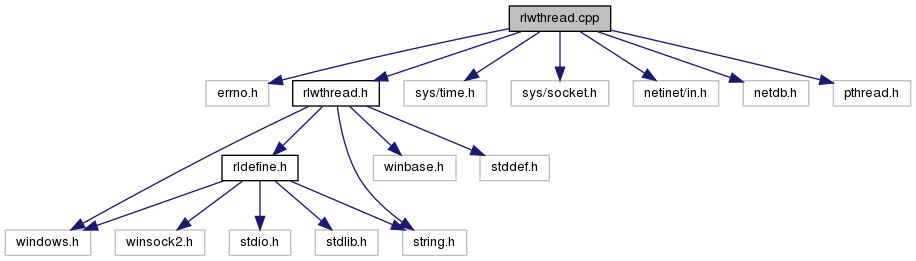 rlwthread.cpp
errno.h
rlwthread.h
sys/time.h
sys/socket.h
netinet/in.h
netdb.h
pthread.h
rldefine.h
winbase.h
stddef.h
windows.h
winsock2.h
stdio.h
stdlib.h
string.h